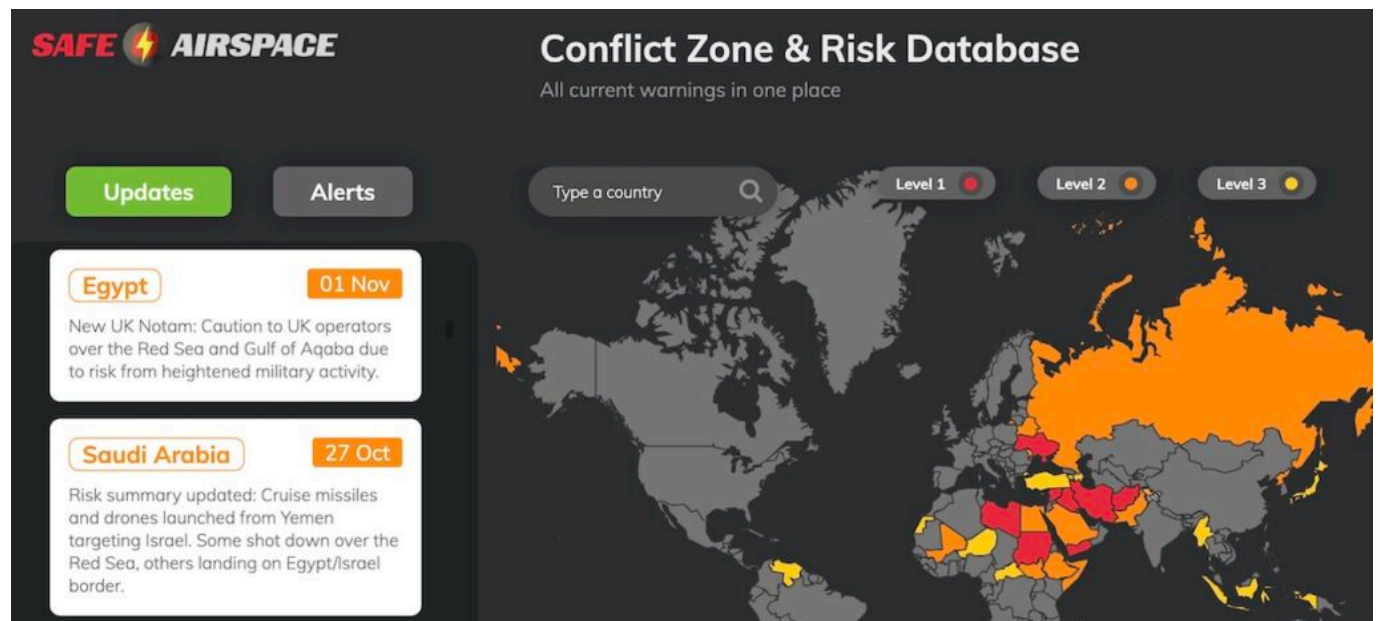 SAFE AIRSPACE
Conflict Zone & Risk Database
All current warnings in one place
Updates
Alerts
Type a country
Level 1
Level 2
Level 3
Egypt
01 Nov
New UK Notam: Caution to UK operators
over the Red Sea and Gulf of Aqaba due
to risk from heightened military activity.
Saudi Arabia
27 Oct
Risk summary updated: Cruise missiles
and drones launched from Yemen
targeting Israel. Some shot down over the
Red Sea, others landing on Egypt/Israel
border.